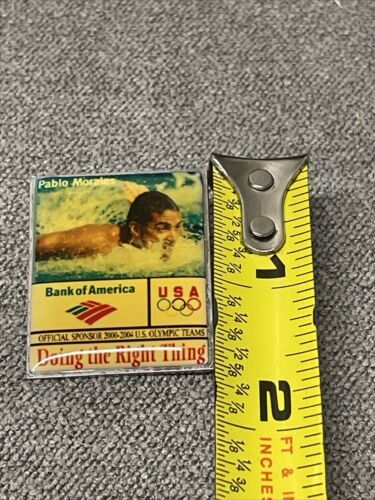 Pablo Morales
Bank of America
USA
OFFICIAL SPONSOR 2000-2004 U.S. OLYMPIC TEAMS
Doing the Right Thing
1
2
FT & I
INCHES